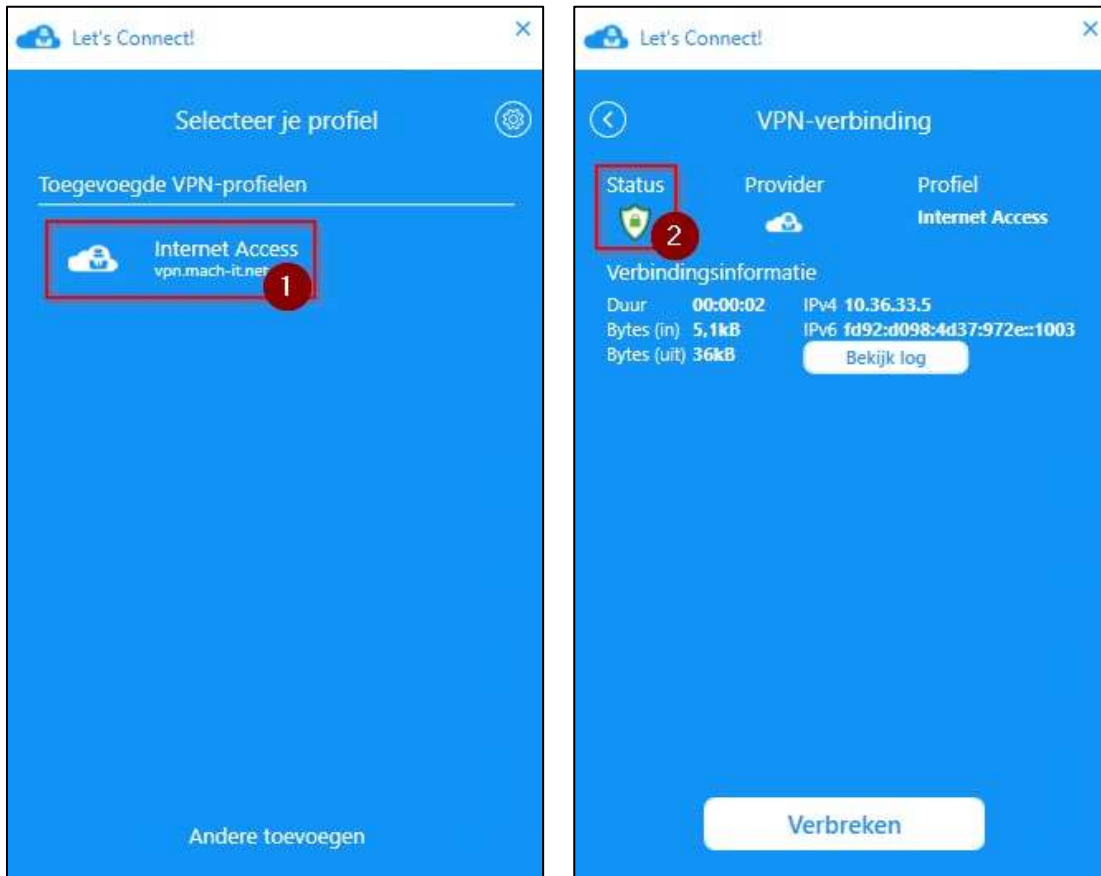 Let's Connect!
Selecteer je profiel
Toegevoegde VPN-profielen
Internet Access
vpn.mach-it.net
1
Andere toevoegen
Let's Connect!
VPN-verbinding
Status Provider Profiel
Internet Access
2
Verbindingsinformatie
Duur 00:00:02 IPv4 10.36.33.5
Bytes (in) 5,1kB IPv6 fd92:d098:4d37:972e::1003
Bytes (uit) 36kB Bekijk log
Verbreken